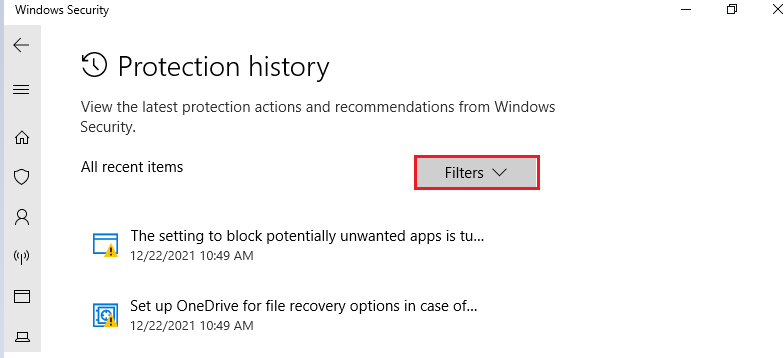 Windows Security
Protection history
View the latest protection actions and recommendations from Windows
Security.
All recent items
Filters
The setting to block potentially unwanted apps is tu...
12/22/2021 10:49 AM
Set up OneDrive for file recovery options in case of...
12/22/2021 10:49 AM